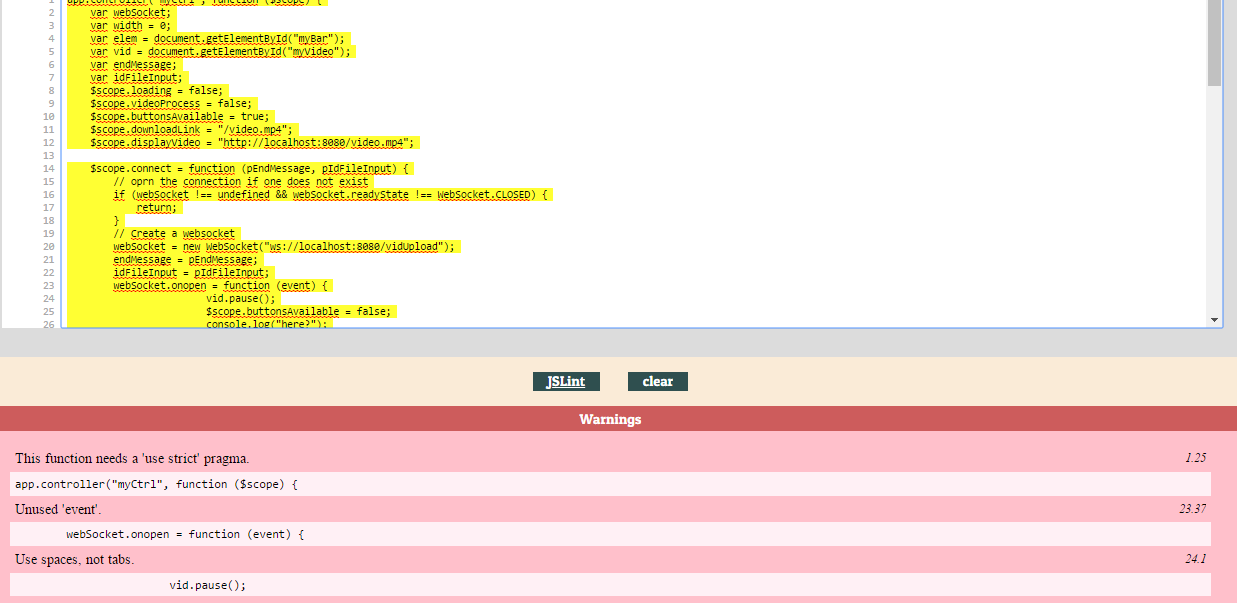 1 app.controller("myCtrl", function ($scope) {
2 var webSocket;
3 var width = 0;
4 var elem = document.getElementById("myBar");
5 var vid = document.getElementById("myVideo");
6 var endMessage;
7 var idFileInput;
8 $scope.loading = false;
9 $scope.videoProcess = false;
10 $scope.buttonsAvailable = true;
11 $scope.downloadLink = "/video.mp4";
12 $scope.displayVideo = "http://localhost:8080/video.mp4";
13
14 $scope.connect = function (pEndMessage, pIdFileInput) {
15 // oprn the connection if one does not exist
16 if (webSocket !== undefined && webSocket.readyState !== WebSocket.CLOSED) {
17 return;
18 }
19 // Create a websocket
20 webSocket = new WebSocket("ws://localhost:8080/vidUpload");
21 endMessage = pEndMessage;
22 idFileInput = pIdFileInput;
23 webSocket.onopen = function (event) {
24 vid.pause();
25 $scope.buttonsAvailable = false;
26 console.log("here?");
JSLint clear
Warnings
This function needs a 'use strict' pragma. 1.25
app.controller("myCtrl", function ($scope) {
Unused 'event'. 23.37
webSocket.onopen = function (event) {
Use spaces, not tabs. 24.1
vid.pause();